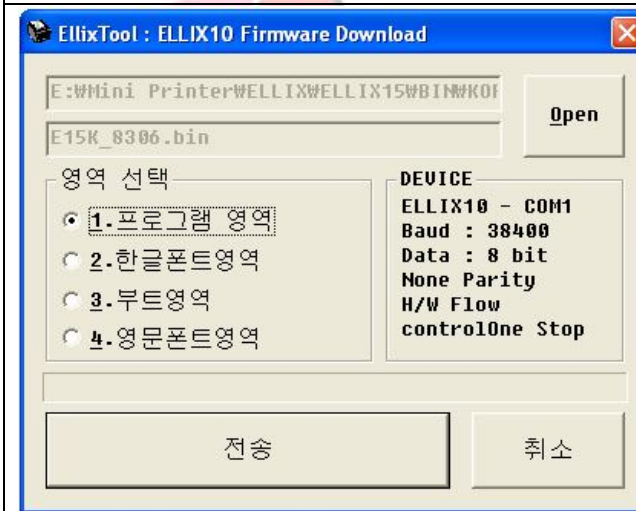 EllixTool : ELLIX10 Firmware Download
E:₩Mini Printer₩ELLIX₩ELLIX15₩BIN₩KOF
Open
E15K_8306.bin
영역 선택
1.프로그램 영역
2.한글폰트영역
3.부트영역
4.영문폰트영역
DEVICE
ELLIX10 - COM1
Baud : 38400
Data : 8 bit
None Parity
H/W Flow
controlOne Stop
전송
취소